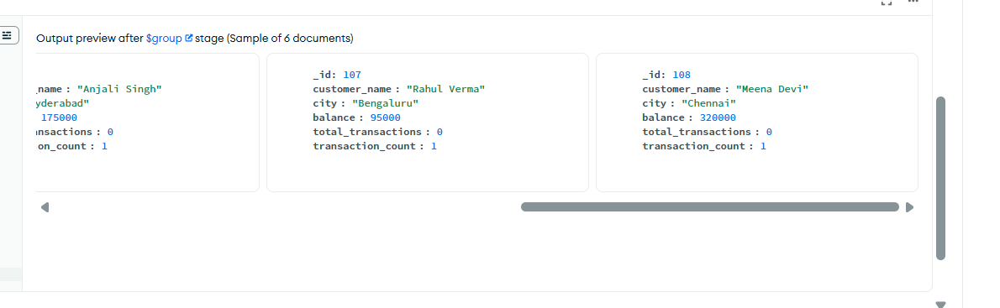 Output preview after $group stage (Sample of 6 documents)
_name : "Anjali Singh"
yderabad"
175000
nsactions : 0
on_count : 1
_id: 107
customer_name : "Rahul Verma"
city : "Bengaluru"
balance : 95000
total_transactions : 0
transaction_count : 1
_id: 108
customer_name : "Meena Devi"
city : "Chennai"
balance : 320000
total_transactions : 0
transaction_count : 1